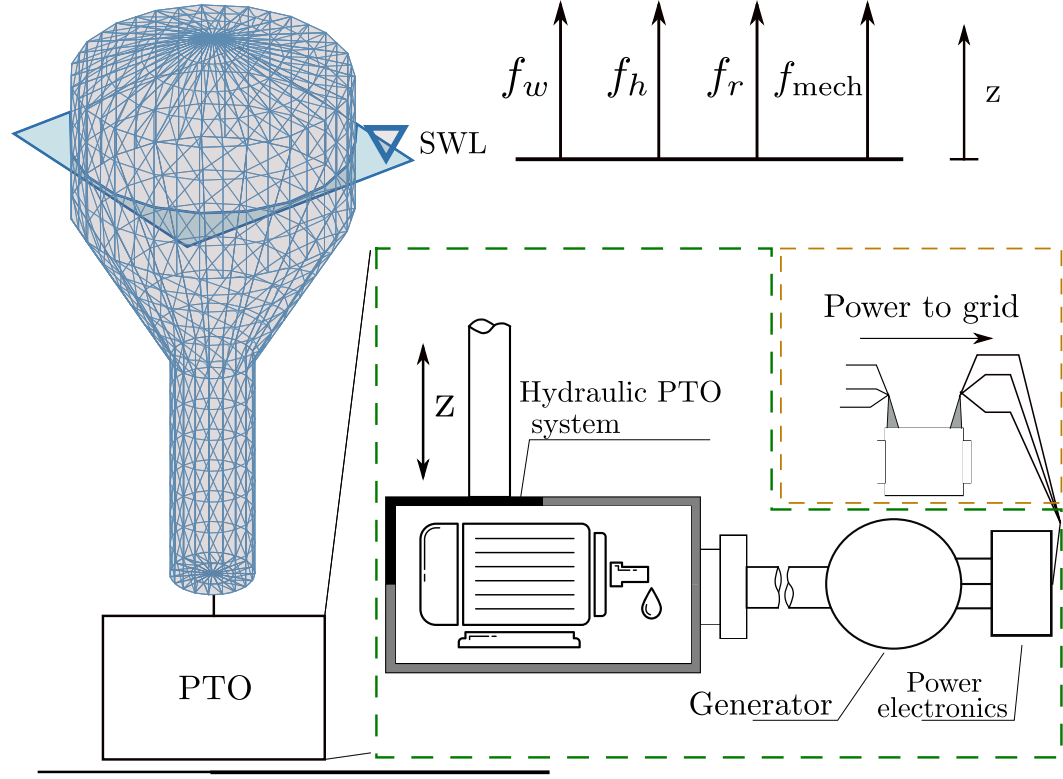 f_w f_h f_r f_mech
z
SWL
Power to grid
z
Hydraulic PTO
system
PTO
Generator
Power
electronics